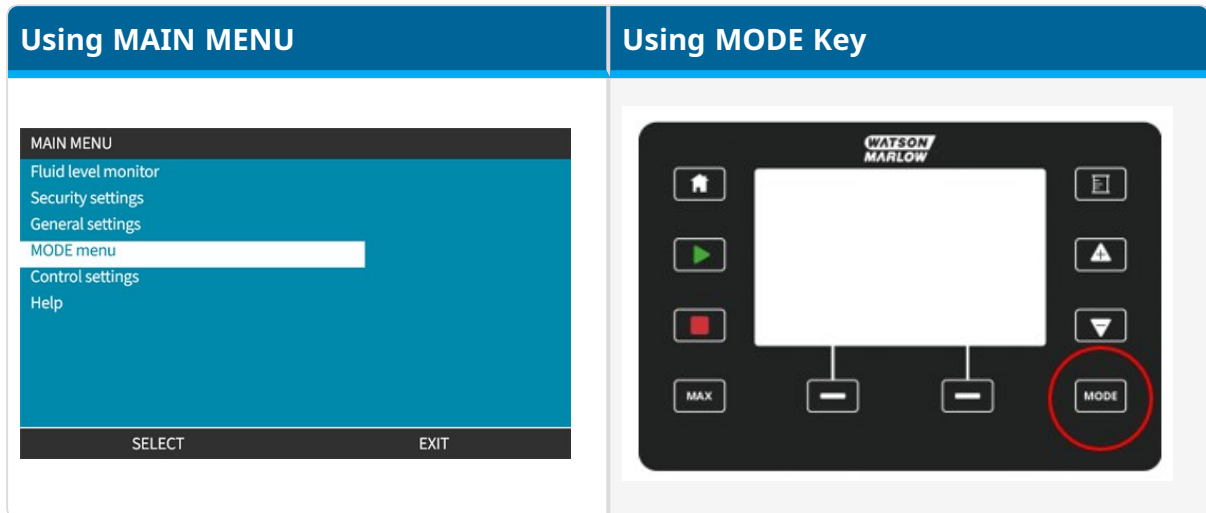 Using MAIN MENU
Using MODE Key
MAIN MENU
Fluid level monitor
Security settings
General settings
MODE menu
Control settings
Help
SELECT EXIT
WATSON
MARLOW
MAX
MODE